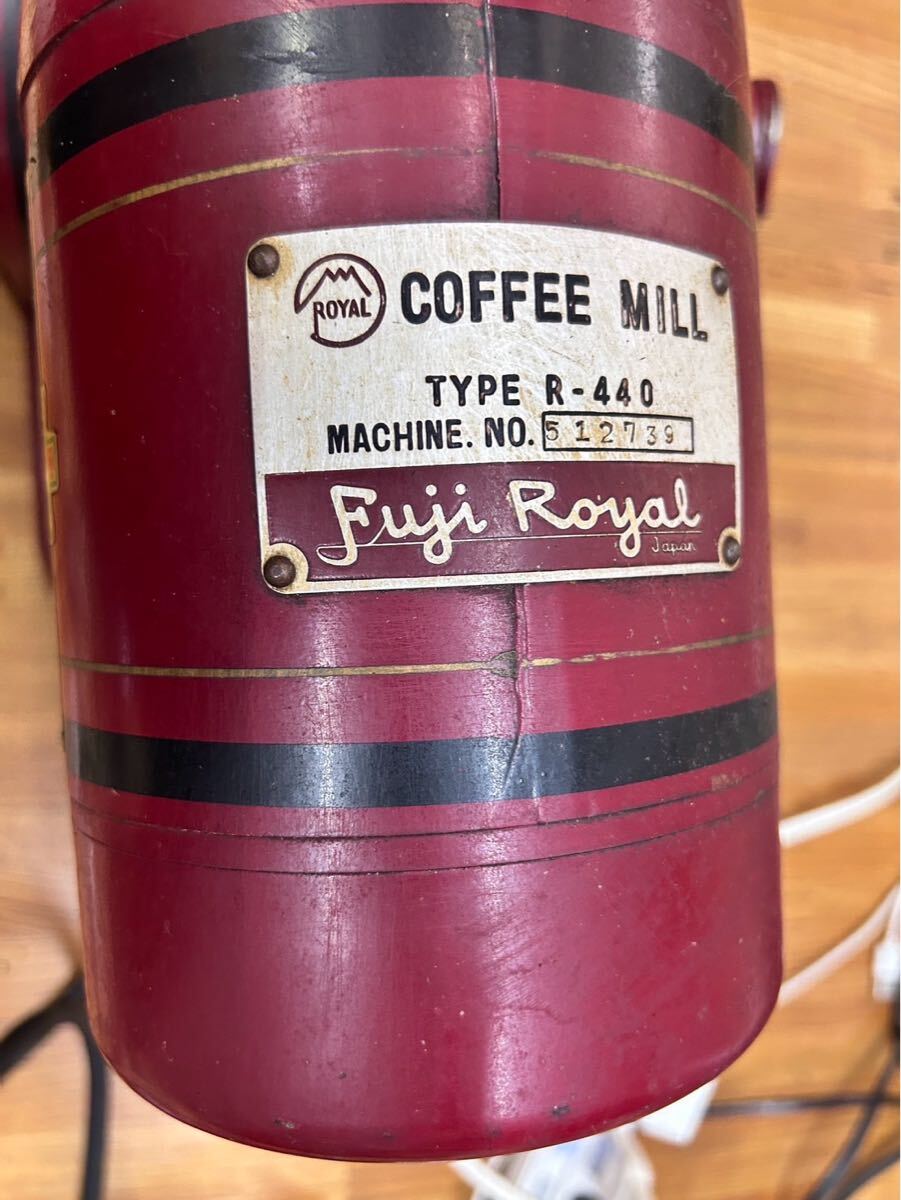 ROYAL COFFEE MILL
TYPE R-440
MACHINE. NO. 512739
Fuji Royal
Japan